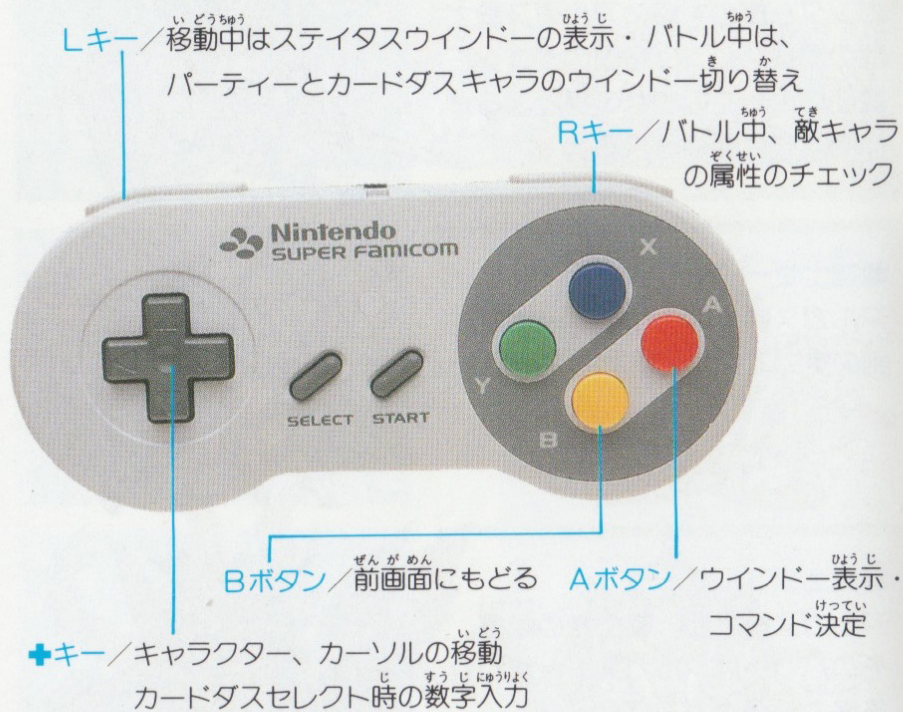 Lキー／移動中はステイタスウインドーの表示・バトル中は、
パーティーとカードダスキャラのウインドー切り替え
Rキー／バトル中、敵キャラ
の属性のチェック
Nintendo
SUPER FAMICOM
X
A
Y
B
SELECT START
Bボタン／前画面にもどる
Aボタン／ウインドー表示・
コマンド決定
✚キー／キャラクター、カーソルの移動
カードダスセレクト時の数字入力